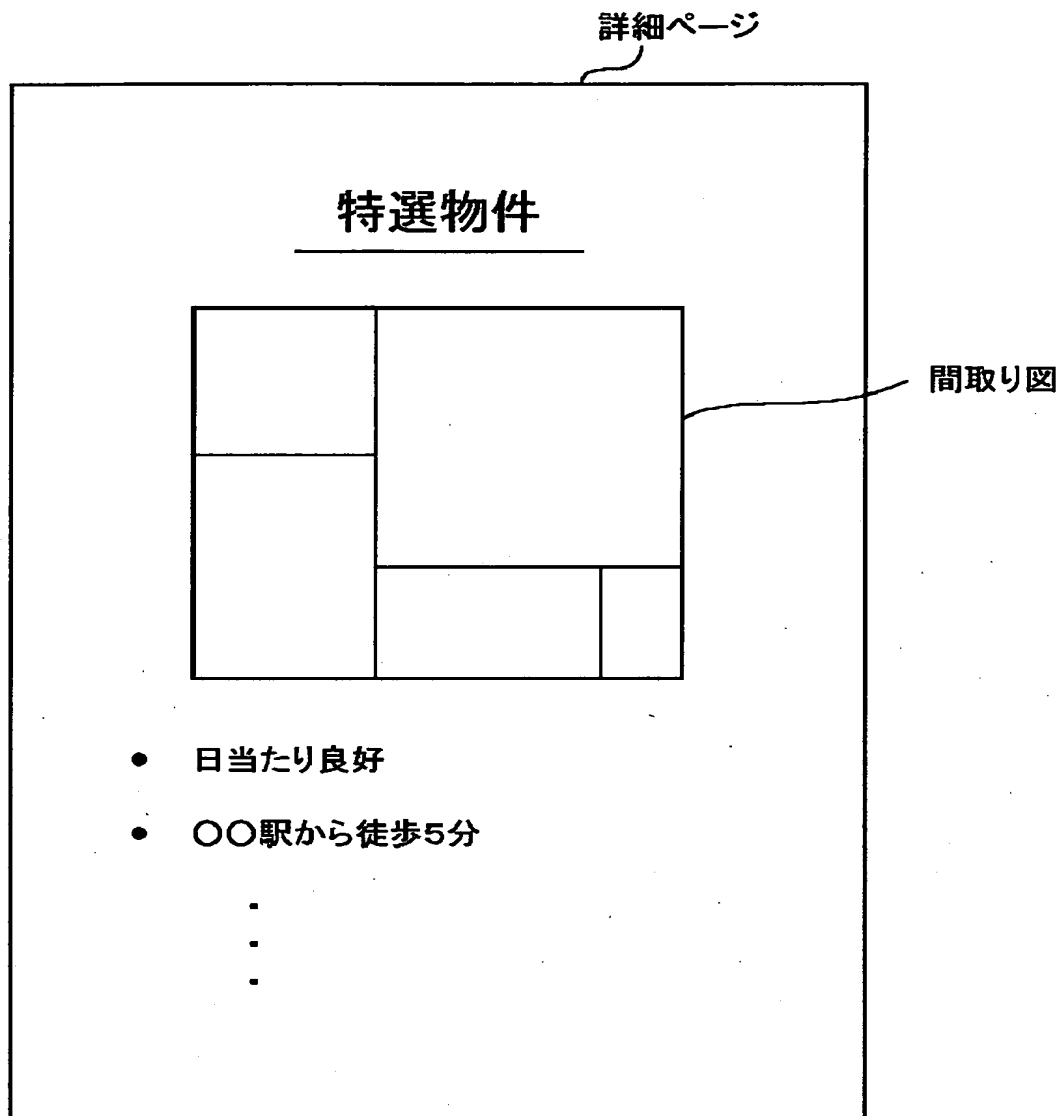 詳細ページ
特選物件
間取り図
• 日当たり良好
• 〇〇駅から徒歩5分